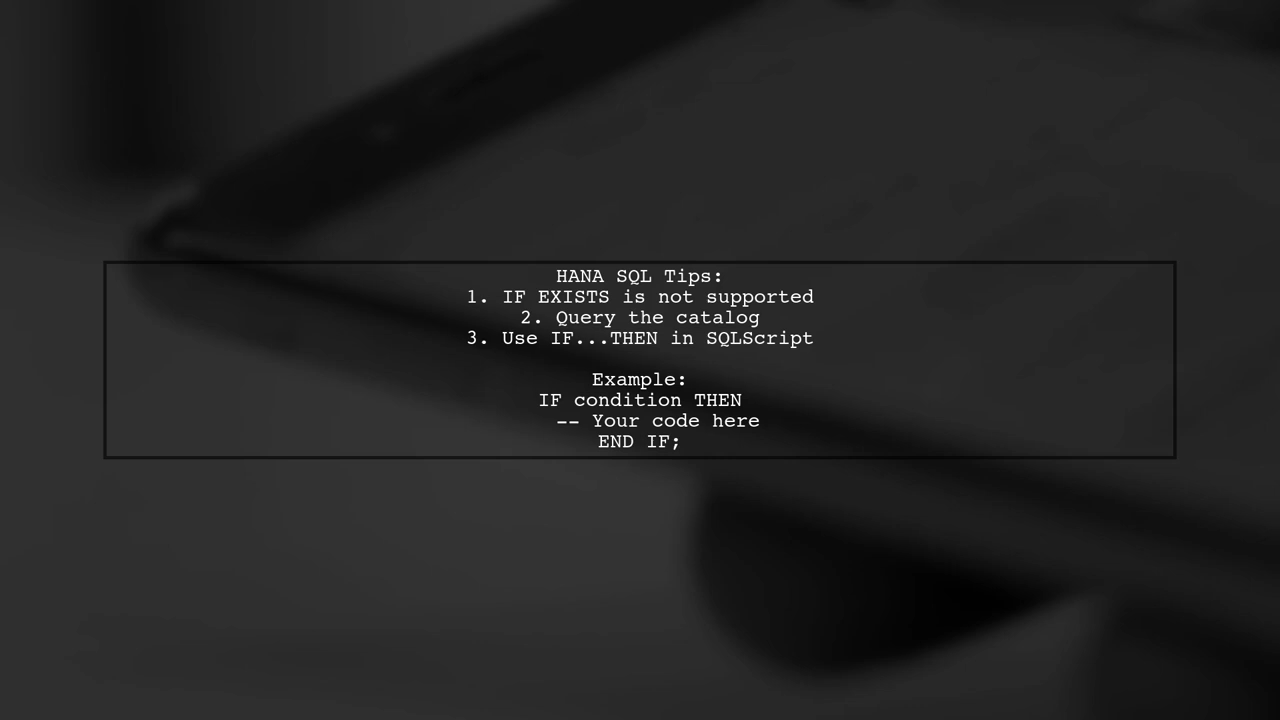 HANA SQL Tips:
1. IF EXISTS is not supported
2. Query the catalog
3. Use IF...THEN in SQLScript
Example:
IF condition THEN
-- Your code here
END IF;